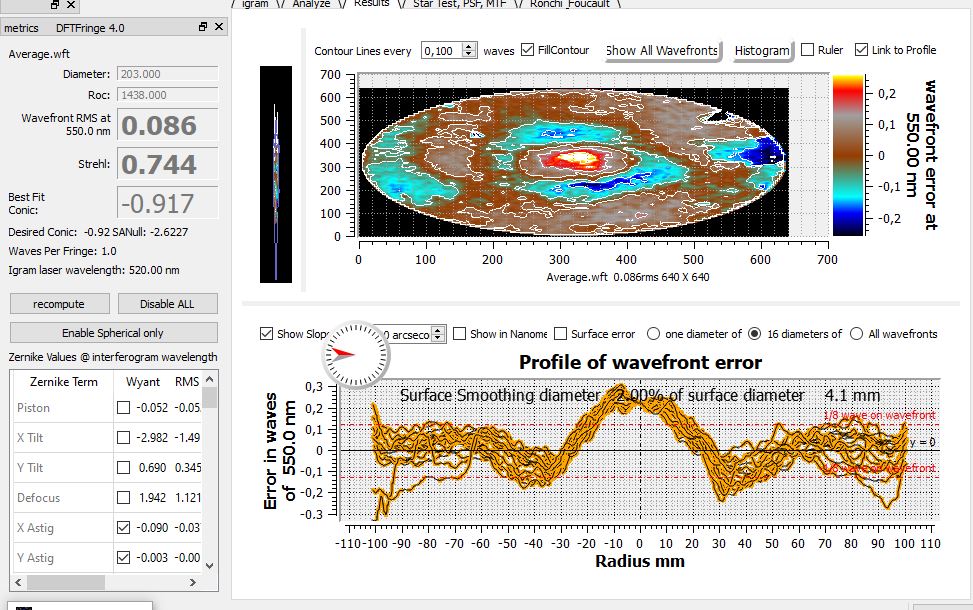 igram Analyze Results Star Test, PSF, MTF Ronchi Foucault
metrics DFTFringe 4.0
Average.wft
Diameter: 203.000
Roc: 1438.000
Wavefront RMS at
550.0 nm 0.086
Strehl: 0.744
Best Fit
Conic: -0.917
Desired Conic: -0.92 SANull: -2.6227
Waves Per Fringe: 1.0
Igram laser wavelength: 520.00 nm
recompute Disable ALL
Enable Spherical only
Zernike Values @ interferogram wavelength
Zernike Term Wyant RMS
Piston -0.052 -0.05
X Tilt -2.982 -1.49
Y Tilt 0.690 0.345
Defocus 1.942 1.121
X Astig -0.090 -0.03
Y Astig -0.003 -0.00
Contour Lines every 0,100 waves FillContour Show All Wavefronts Histogram Ruler Link to Profile
700
600
500
400
300
200
100
0
0 100 200 300 400 500 600 700
Average.wft 0.086rms 640 X 640
0,2
0,1
0
-0,1
-0,2
wavefront error at
550.00 nm
Show Slop 0 arcseco Show in Nanome Surface error one diameter of 16 diameters of All wavefronts
Profile of wavefront error
Surface Smoothing diameter 2.00% of surface diameter 4.1 mm
1/8 wave on wavefront
y = 0
1/8 wave on wavefront
Error in waves
of 550.0 nm
0,3
0,2
0,1
0
-0,1
-0,2
-0.3
-110 -100 -90 -80 -70 -60 -50 -40 -30 -20 -10 0 10 20 30 40 50 60 70 80 90 100 110
Radius mm